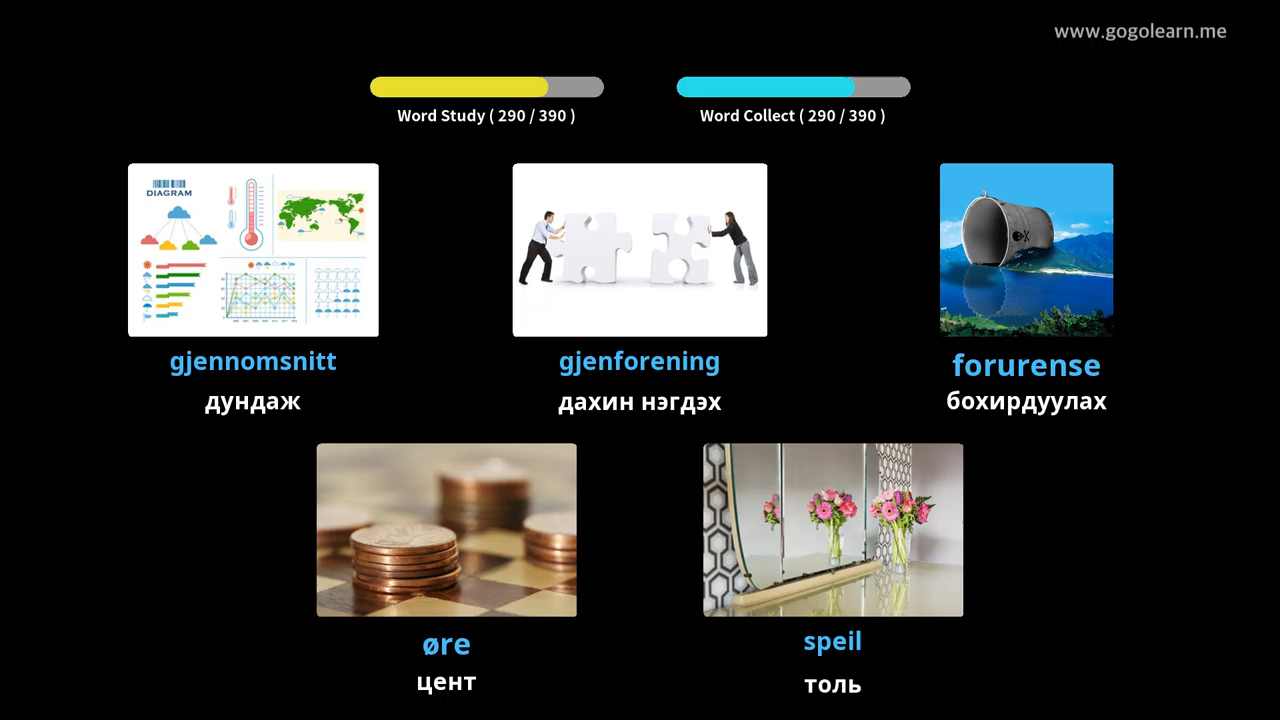 www.gogolearn.me
Word Study ( 290 / 390 )
Word Collect ( 290 / 390 )
DIAGRAM
gjennomsnitt
gjenforening
forurense
дундаж
дахин нэгдэх
бохирдуулах
øre
speil
цент
толь